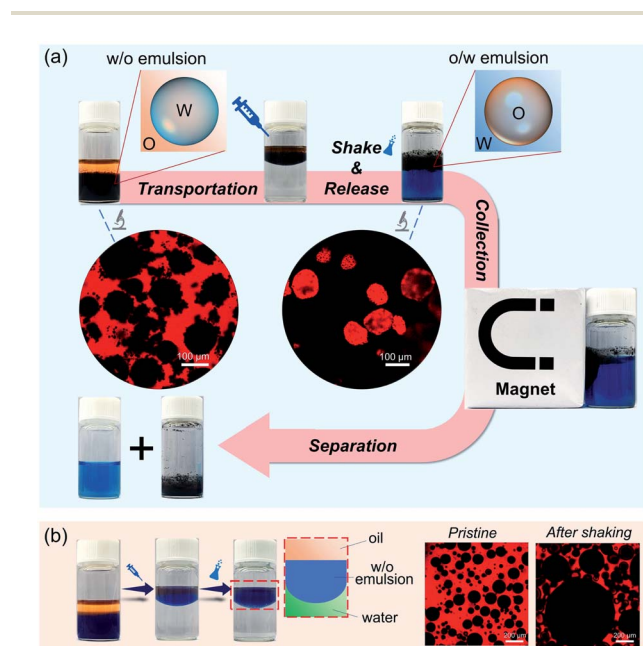 (a)
w/o emulsion
o/w emulsion
W
O
O
W
Shake
&
Release
Transportation
Collection
100 μm
100 μm
Magnet
Separation
+
(b)
oil
w/o
emulsion
water
Pristine
After shaking
200 μm
200 μm